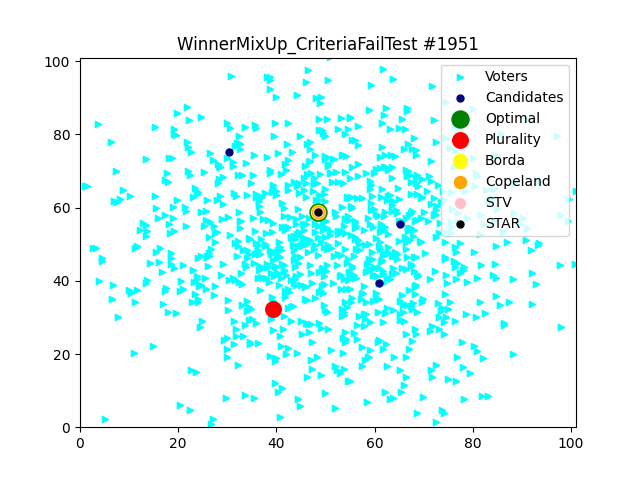 WinnerMixUp_CriteriaFailTest #1951
100
80
60
40
20
0
0 20 40 60 80 100
Voters
Candidates
Optimal
Plurality
Borda
Copeland
STV
STAR